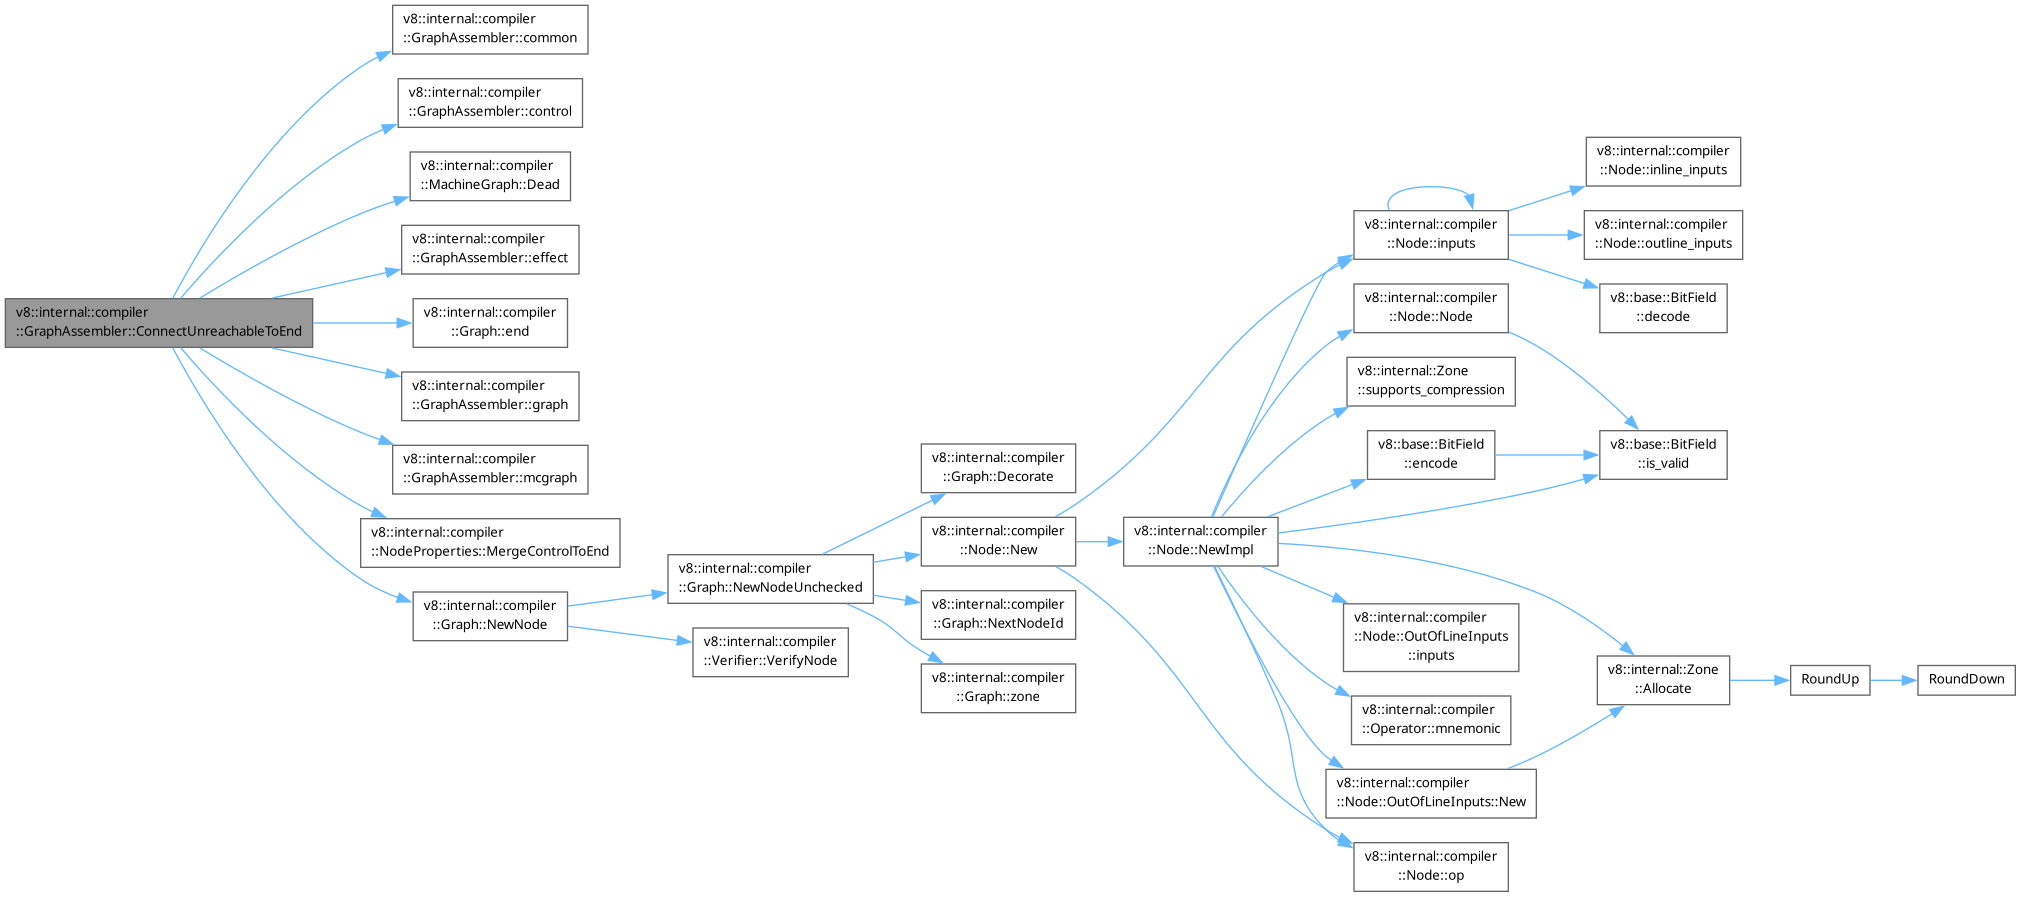 v8::internal::compiler
::GraphAssembler::common
v8::internal::compiler
::GraphAssembler::control
v8::internal::compiler
::MachineGraph::Dead
v8::internal::compiler
::GraphAssembler::effect
v8::internal::compiler
::GraphAssembler::ConnectUnreachableToEnd
v8::internal::compiler
::Graph::end
v8::internal::compiler
::GraphAssembler::graph
v8::internal::compiler
::GraphAssembler::mcgraph
v8::internal::compiler
::NodeProperties::MergeControlToEnd
v8::internal::compiler
::Graph::NewNode
v8::internal::compiler
::Graph::NewNodeUnchecked
v8::internal::compiler
::Verifier::VerifyNode
v8::internal::compiler
::Graph::Decorate
v8::internal::compiler
::Node::New
v8::internal::compiler
::Graph::NextNodeId
v8::internal::compiler
::Graph::zone
v8::internal::compiler
::Node::NewImpl
v8::internal::compiler
::Node::inputs
v8::internal::compiler
::Node::Node
v8::internal::Zone
::supports_compression
v8::base::BitField
::encode
v8::internal::compiler
::Node::OutOfLineInputs
::inputs
v8::internal::compiler
::Operator::mnemonic
v8::internal::compiler
::Node::OutOfLineInputs::New
v8::internal::compiler
::Node::op
v8::internal::compiler
::Node::inline_inputs
v8::internal::compiler
::Node::outline_inputs
v8::base::BitField
::decode
v8::base::BitField
::is_valid
v8::internal::Zone
::Allocate
RoundUp
RoundDown